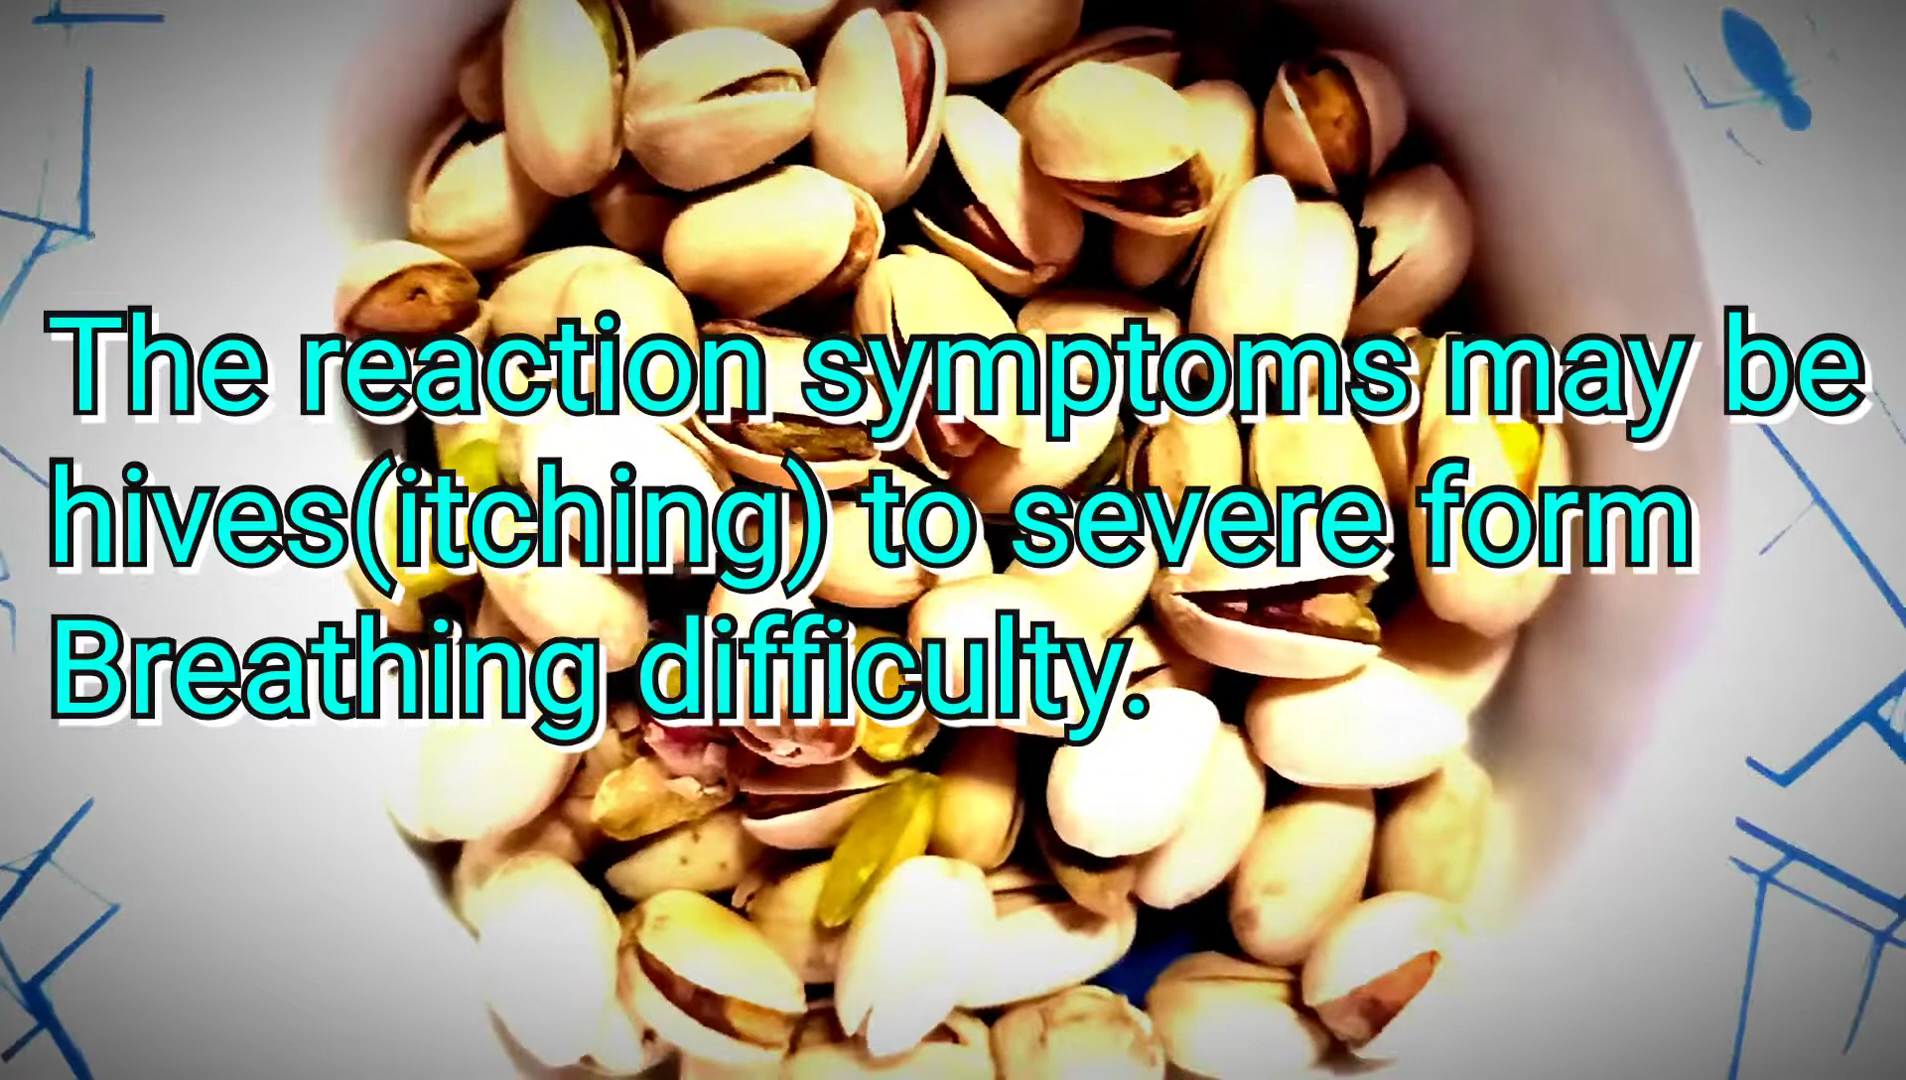 The reaction symptoms may be
hives(itching) to severe form
Breathing difficulty.